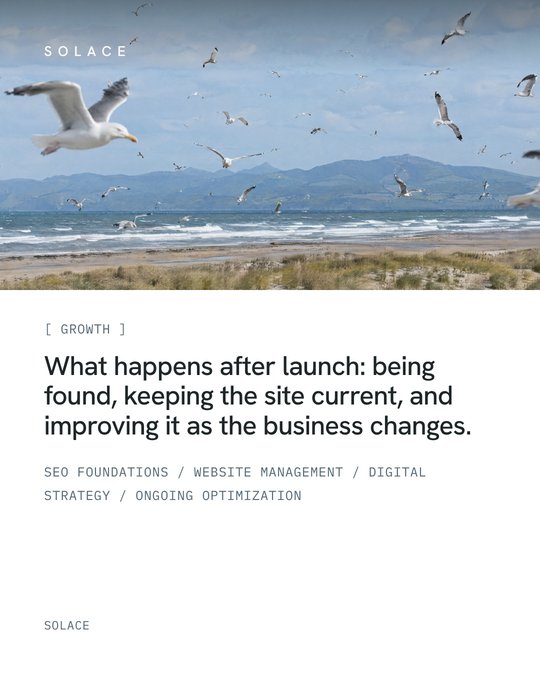 SOLACE
[ GROWTH ]
What happens after launch: being
found, keeping the site current, and
improving it as the business changes.
SEO FOUNDATIONS / WEBSITE MANAGEMENT / DIGITAL
STRATEGY / ONGOING OPTIMIZATION
SOLACE